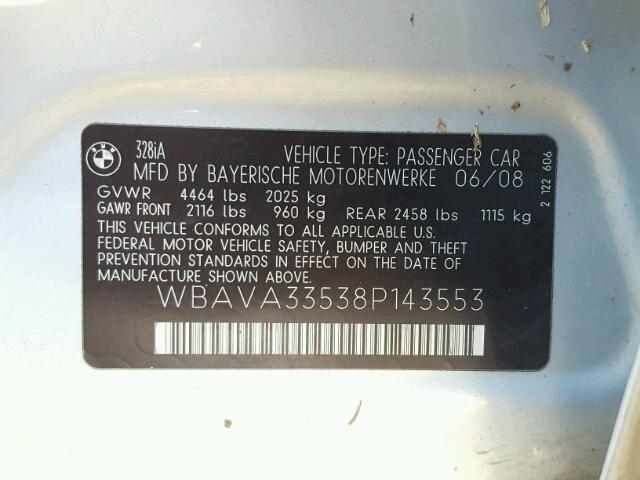 BMW
328iA VEHICLE TYPE: PASSENGER CAR
MFD BY BAYERISCHE MOTORENWERKE 06/08
GVWR 4464 lbs 2025 kg
GAWR FRONT 2116 lbs 960 kg REAR 2458 lbs 1115 kg
THIS VEHICLE CONFORMS TO ALL APPLICABLE U.S.
FEDERAL MOTOR VEHICLE SAFETY, BUMPER AND THEFT
PREVENTION STANDARDS IN EFFECT ON THE DATE OF
MANUFACTURE SHOWN ABOVE.
WBAVA33538P143553
2 122 606